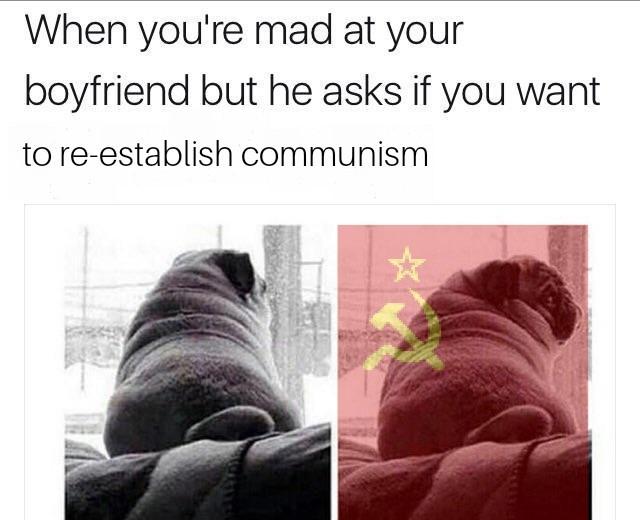 When you're mad at your
boyfriend but he asks if you want
to re-establish communism